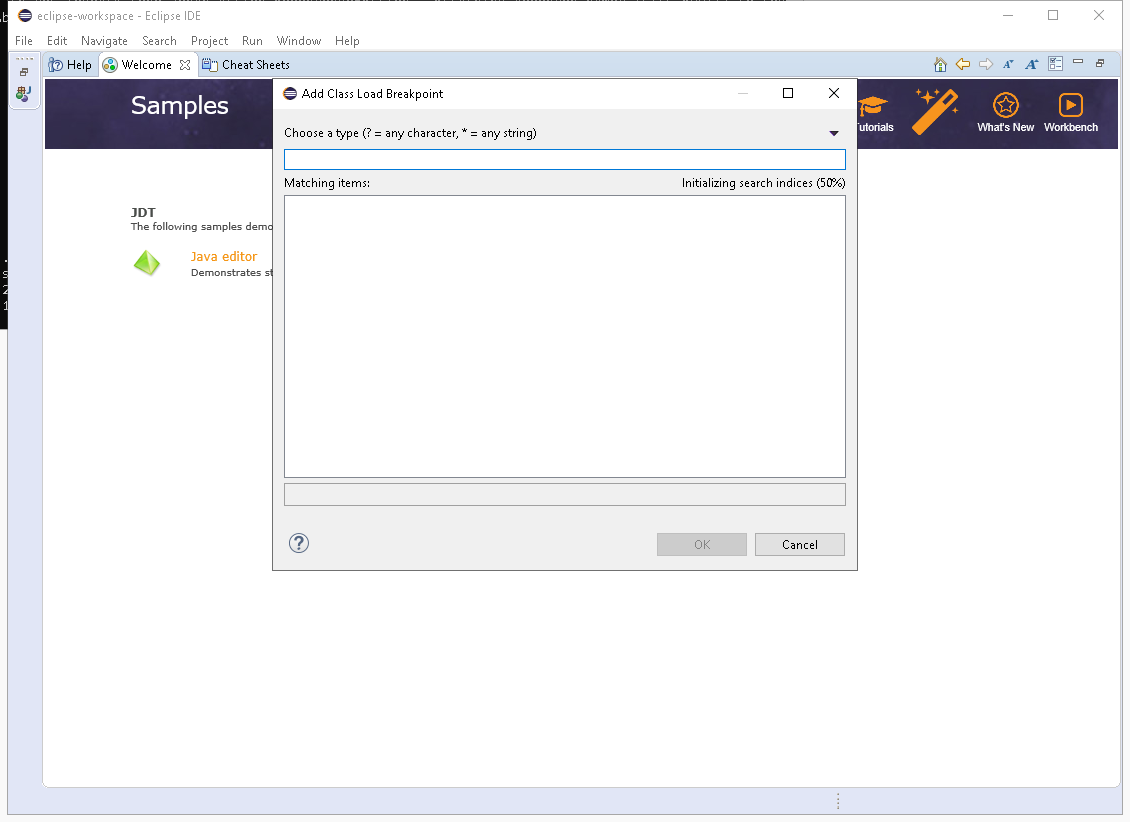 eclipse-workspace - Eclipse IDE
File Edit Navigate Search Project Run Window Help
Help Welcome Cheat Sheets
Samples
Tutorials What's New Workbench
Add Class Load Breakpoint
Choose a type (? = any character, * = any string)
Matching items: Initializing search indices (50%)
JDT
The following samples demo
Java editor
Demonstrates st
OK Cancel